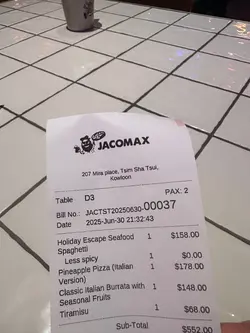 JACOMAX
207 Mira place, Tsim Sha Tsui,
Kowloon
Table D3 PAX: 2
Bill No.: JACTST20250630-00037
Date 2025-Jun-30 21:32:43
Holiday Escape Seafood 1 $158.00
Spaghetti
Less spicy 1 $0.00
Pineapple Pizza (Italian 1 $178.00
Version)
Classic Italian Burrata with 1 $148.00
Seasonal Fruits
Tiramisu 1 $68.00
Sub-Total $552.00